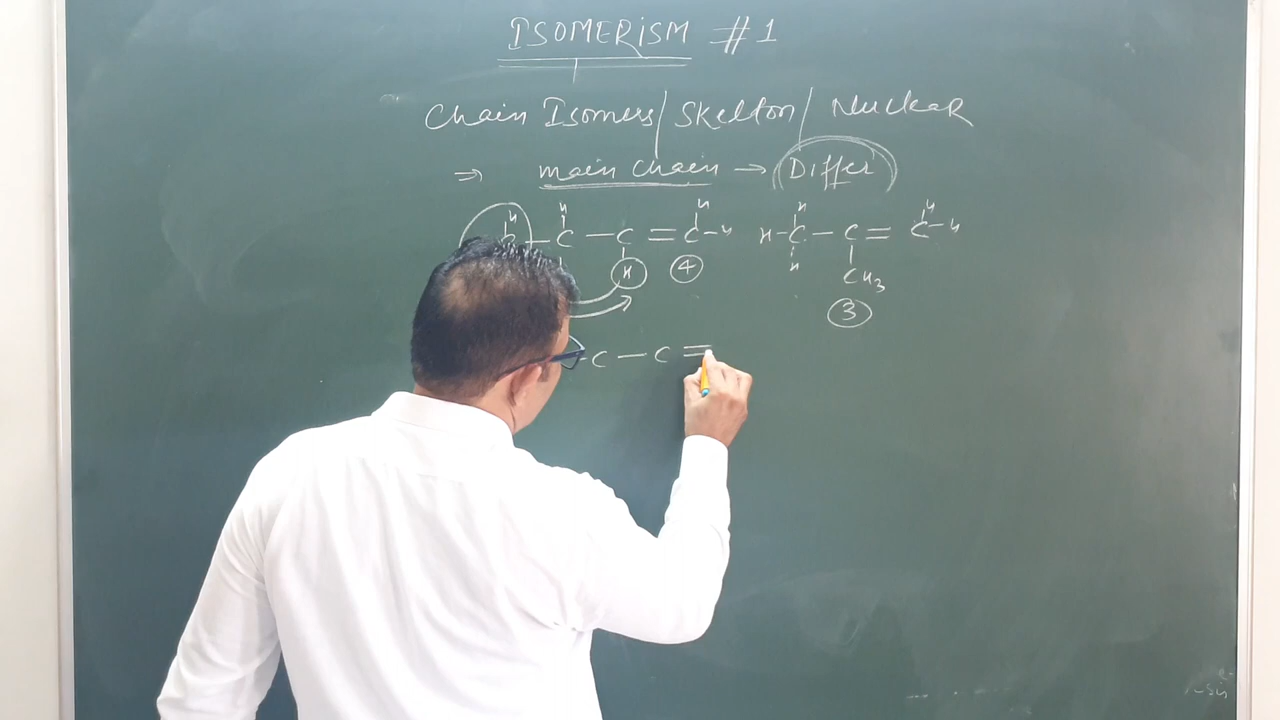 ISOMERISM #1
Chain Isomers / Skelton / Nuclear
⇒ main chain → Differ
H H H H H
C - C — C = C - H H - C — C = C - H
H ④ H CH3
③
- C — C =